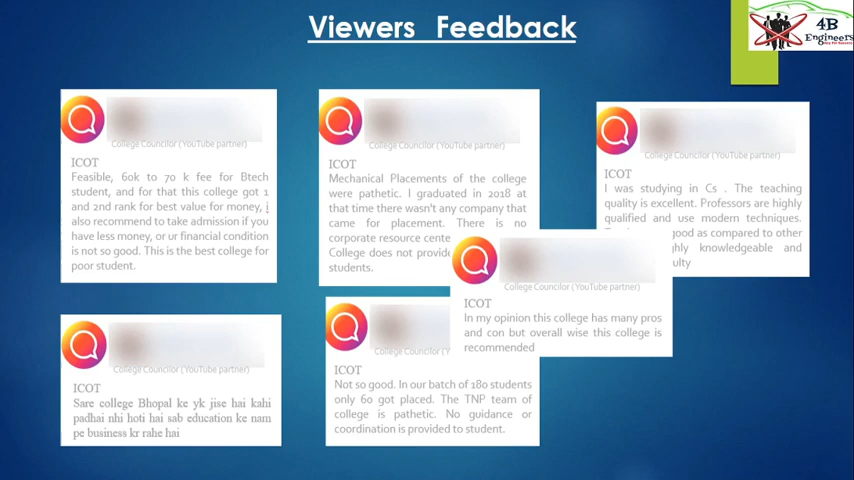 Viewers Feedback
4B
Engineers
College Councilor (YouTube partner)
ICOT
Feasible, 60k to 70 k fee for Btech
student, and for that this college got 1
and 2nd rank for best value for money, i
also recommend to take admission if you
have less money, or ur financial condition
is not so good. This is the best college for
poor student.
College Councilor (YouTube partner)
ICOT
Mechanical Placements of the college
were pathetic. I graduated in 2018 at
that time there wasn't any company that
came for placement. There is no
corporate resource cente
College does not provid
students.
College Councilor (YouTube partner)
ICOT
I was studying in Cs . The teaching
quality is excellent. Professors are highly
qualified and use modern techniques.
good as compared to other
knowledgeable and
College Councilor (YouTube partner)
ICOT
In my opinion this college has many pros
and con but overall wise this college is
recommended
College Councilor (YouTube partner)
ICOT
Sare college Bhopal ke yk jise hai kahi
padhai nhi hoti hai sab education ke nam
pe business kr rahe hai
College Councilor (Y
ICOT
Not so good. In our batch of 180 students
only 60 got placed. The TNP team of
college is pathetic. No guidance or
coordination is provided to student.